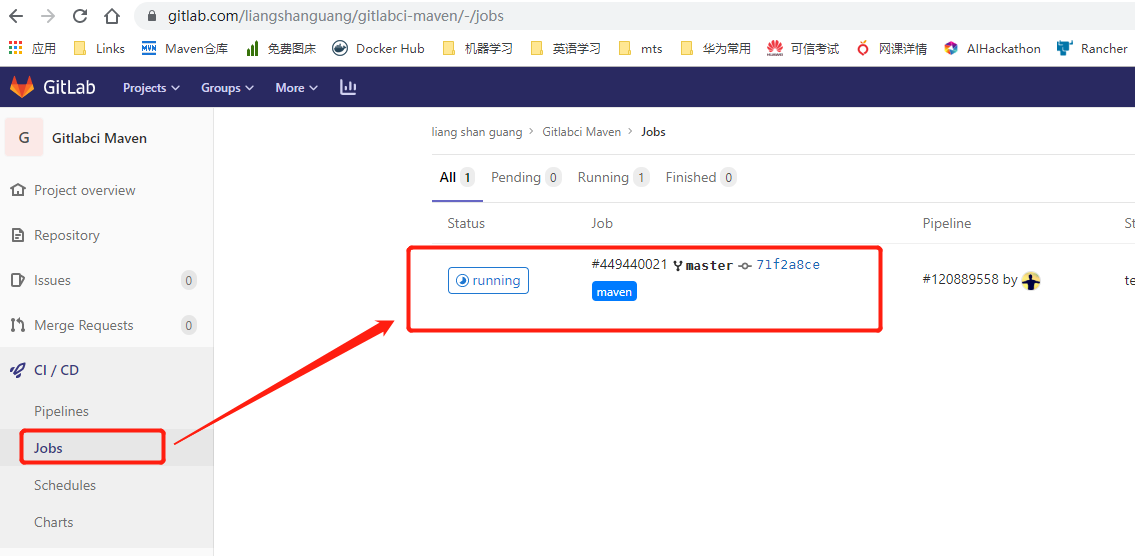 gitlab.com/liangshanguang/gitlabci-maven/-/jobs
应用 Links Maven仓库 免费图床 Docker Hub 机器学习 英语学习 mts 华为常用 可信考试 网课详情 AIHackathon Rancher
GitLab Projects Groups More
G Gitlabci Maven
Project overview
Repository
Issues 0
Merge Requests 0
CI / CD
Pipelines
Jobs
Schedules
Charts
liang shan guang › Gitlabci Maven › Jobs
All 1 Pending 0 Running 1 Finished 0
Status Job Pipeline St
running #449440021 master 71f2a8ce #120889558 by te
maven